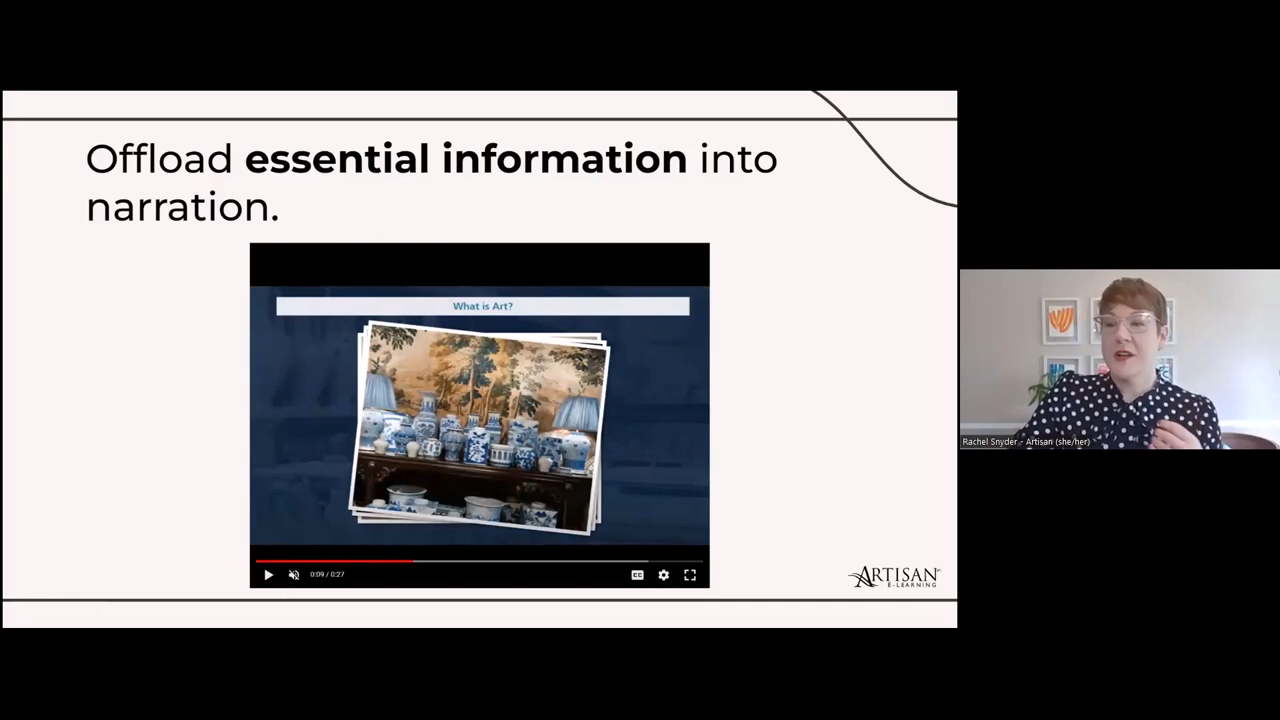 Offload essential information into
narration.
What is Art?
0:09 / 0:27
CC
ARTISAN
E-LEARNING
Rachel Snyder - Artisan (she/her)